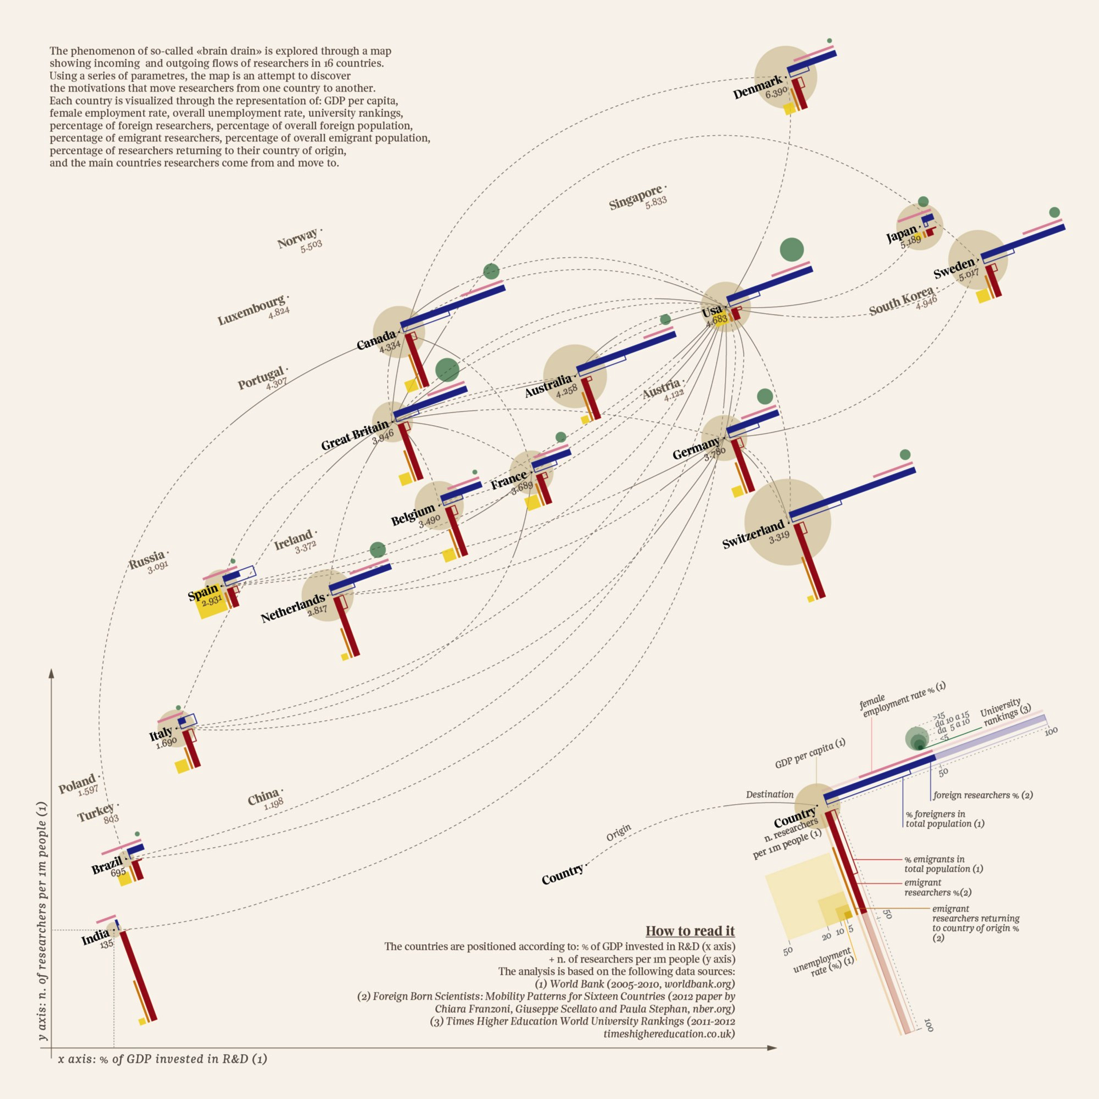 The phenomenon of so-called «brain drain» is explored through a map
showing incoming and outgoing flows of researchers in 16 countries.
Using a series of parametres, the map is an attempt to discover
the motivations that move researchers from one country to another.
Each country is visualized through the representation of: GDP per capita,
female employment rate, overall unemployment rate, university rankings,
percentage of foreign researchers, percentage of overall foreign population,
percentage of emigrant researchers, percentage of overall emigrant population,
percentage of researchers returning to their country of origin,
and the main countries researchers come from and move to.
Denmark
6.390
Singapore
5.833
Norway
5.503
Japan
5.189
Sweden
5.017
South Korea
4.946
Luxembourg
4.824
Usa
4.683
Canada
4.334
Portugal
4.307
Australia
4.258
Austria
4.122
Great Britain
3.946
Germany
3.780
France
3.689
Belgium
3.490
Ireland
3.372
Switzerland
3.319
Russia
3.091
Spain
2.931
Netherlands
2.817
Italy
1.690
Poland
1.597
China
1.198
Turkey
803
Brazil
695
India
135
y axis: n. of researchers per 1m people (1)
x axis: % of GDP invested in R&D (1)
How to read it
The countries are positioned according to: % of GDP invested in R&D (x axis)
+ n. of researchers per 1m people (y axis)
The analysis is based on the following data sources:
(1) World Bank (2005-2010, worldbank.org)
(2) Foreign Born Scientists: Mobility Patterns for Sixteen Countries (2012 paper by
Chiara Franzoni, Giuseppe Scellato and Paula Stephan, nber.org)
(3) Times Higher Education World University Rankings (2011-2012
timeshighereducation.co.uk)
female
employment rate % (1)
>15
da 10 a 15
da 5 a 10
<5
University
rankings (3)
GDP per capita (1)
100
50
Destination
foreign researchers % (2)
% foreigners in
total population (1)
Origin
Country
Country
n. researchers
per 1m people (1)
% emigrants in
total population (1)
emigrant
researchers %(2)
emigrant
researchers returning
to country of origin %
(2)
50
50
20
10
5
unemployment
rate (%) (1)
100